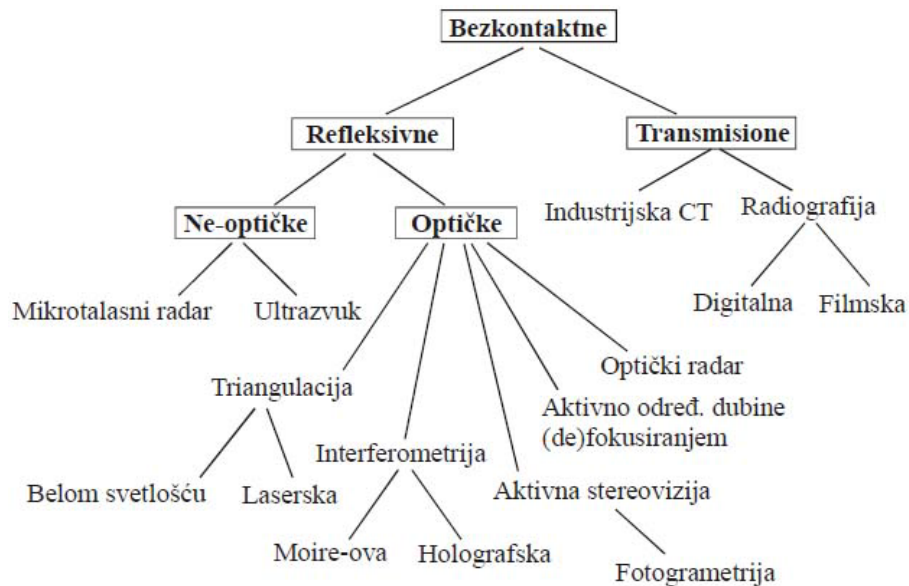 Bezkontaktne
Refleksivne
Transmisione
Industrijska CT
Radiografija
Ne-optičke
Optičke
Digitalna
Filmska
Mikrotalasni radar
Ultrazvuk
Optički radar
Triangulacija
Aktivno određ. dubine
(de)fokusiranjem
Interferometrija
Belom svetlošću
Laserska
Aktivna stereovizija
Moire-ova
Holografska
Fotogrametrija